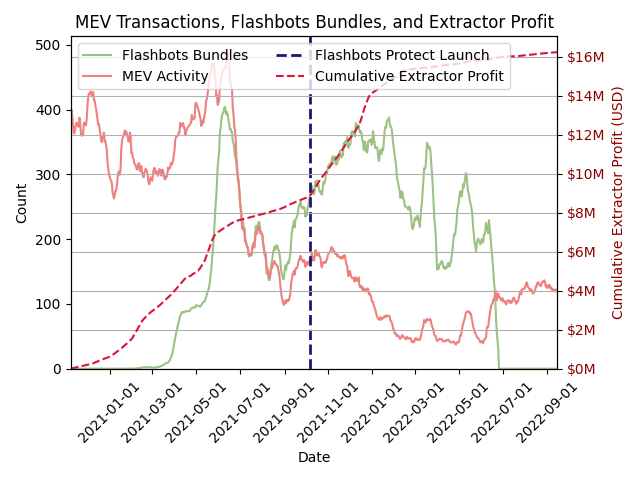 MEV Transactions, Flashbots Bundles, and Extractor Profit
Flashbots Bundles
MEV Activity
Flashbots Protect Launch
Cumulative Extractor Profit
Count
500
400
300
200
100
0
$16M
$14M
$12M
$10M
$8M
$6M
$4M
$2M
$0M
Cumulative Extractor Profit (USD)
2021-01-01
2021-03-01
2021-05-01
2021-07-01
2021-09-01
2021-11-01
2022-01-01
2022-03-01
2022-05-01
2022-07-01
2022-09-01
Date